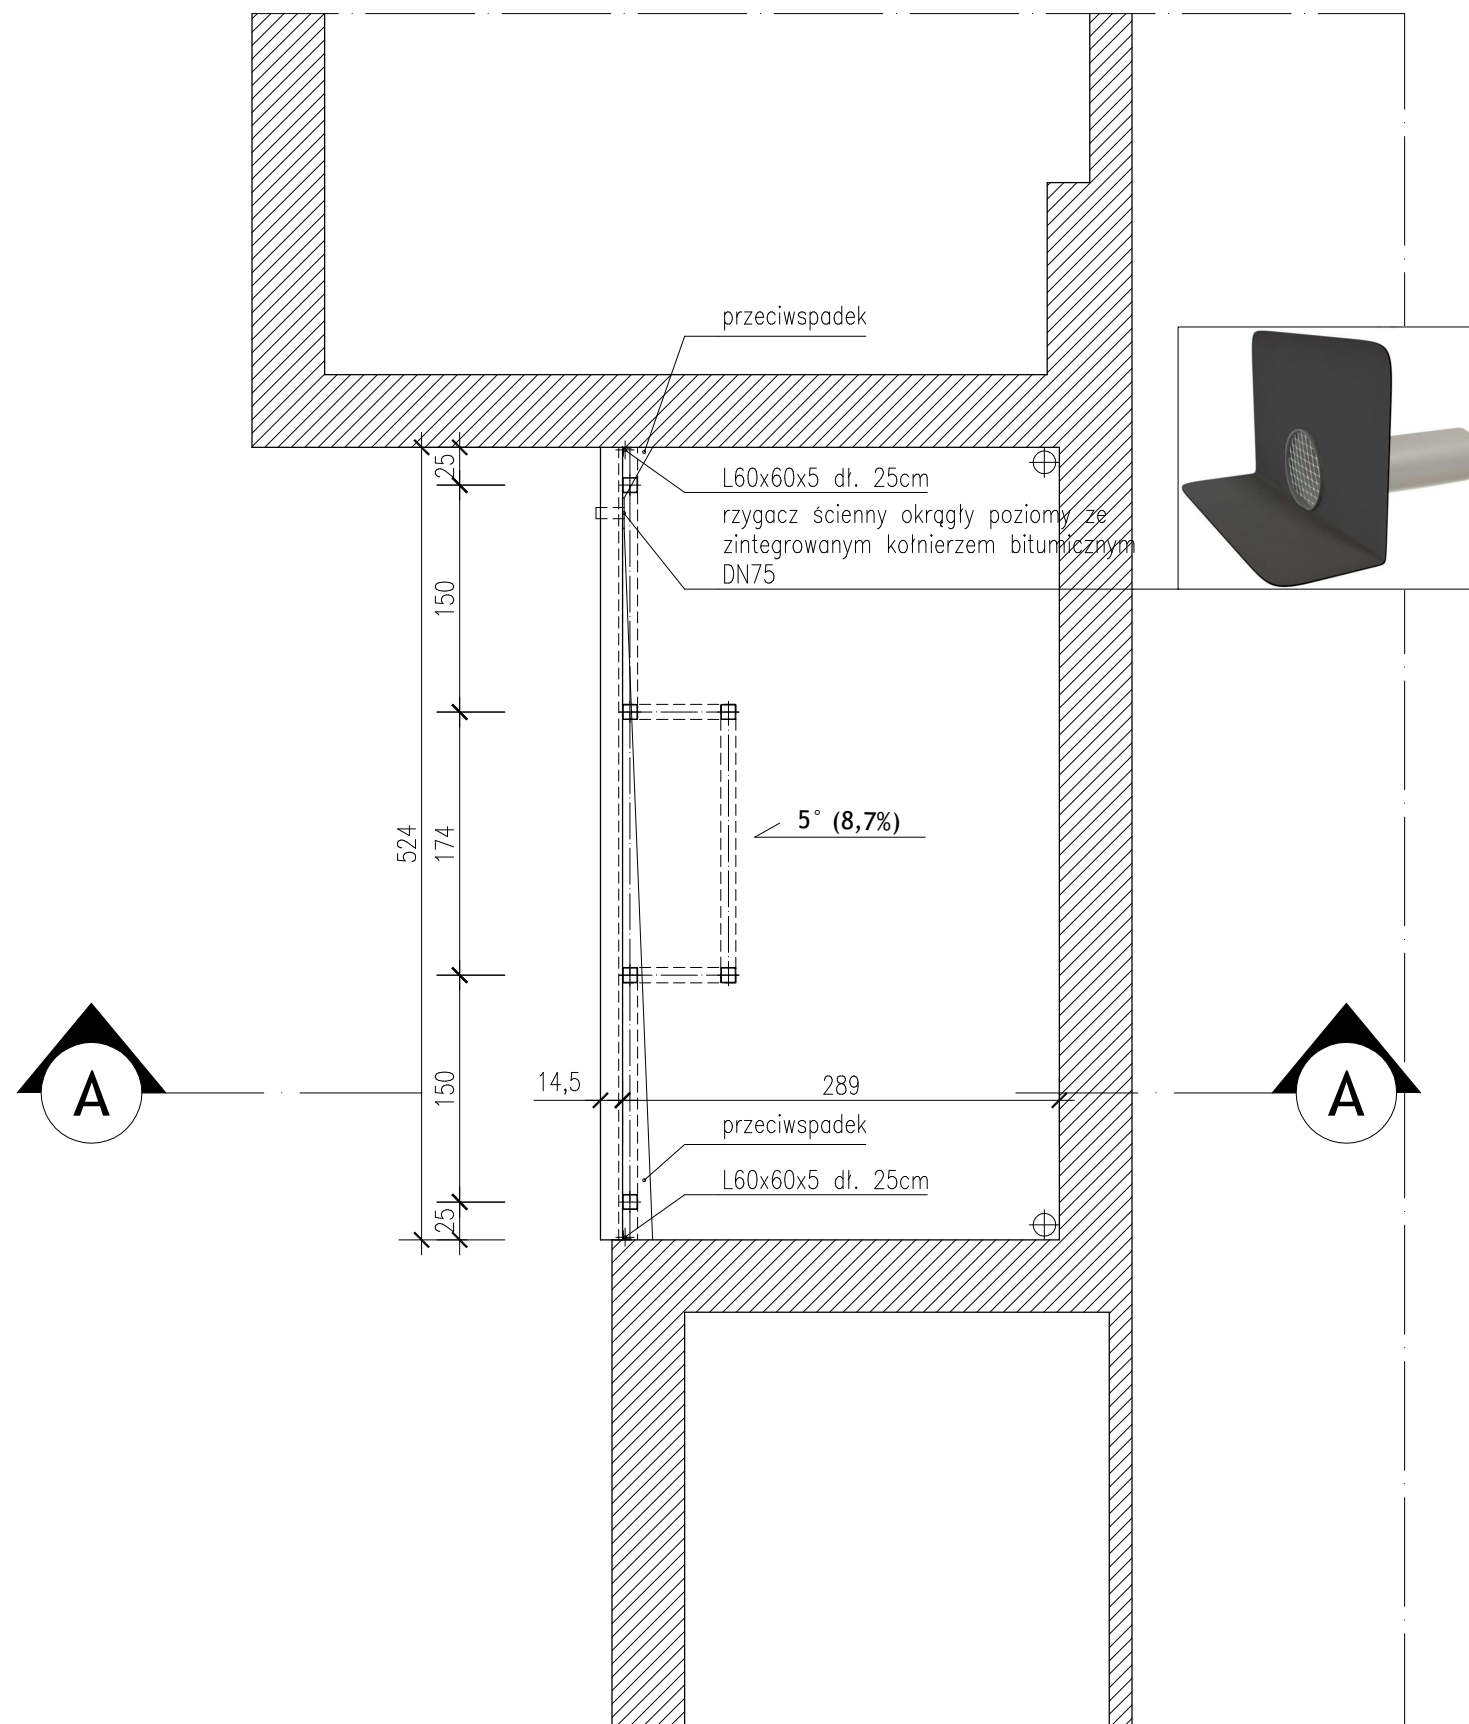 przeciwspadek
L60x60x5 dł. 25cm
rzygacz ścienny okrągły poziomy ze
zintegrowanym kołnierzem bitumicznym
DN75
25
150
524
174
150
25
5° (8,7%)
A
A
14,5
289
przeciwspadek
L60x60x5 dł. 25cm